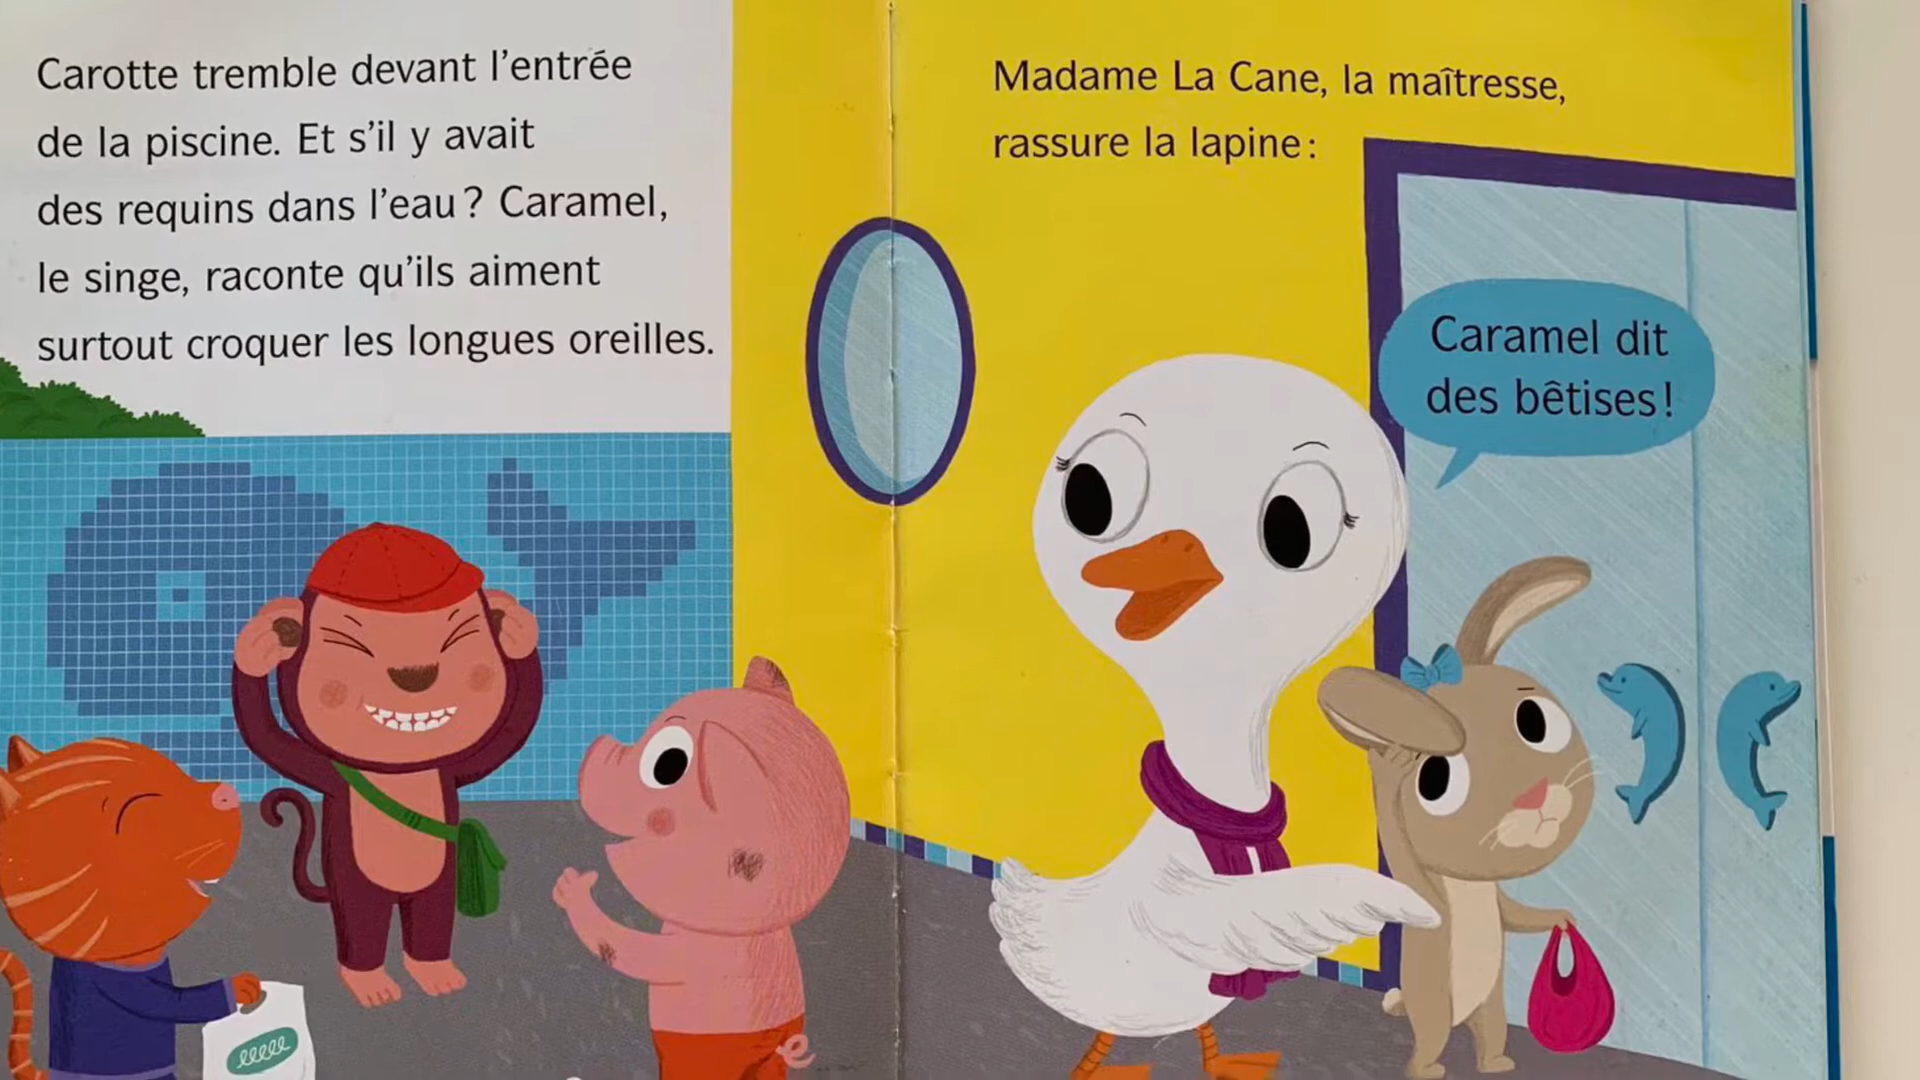 Carotte tremble devant l'entrée
de la piscine. Et s'il y avait
des requins dans l'eau ? Caramel,
le singe, raconte qu'ils aiment
surtout croquer les longues oreilles.
Madame La Cane, la maîtresse,
rassure la lapine :
Caramel dit
des bêtises !